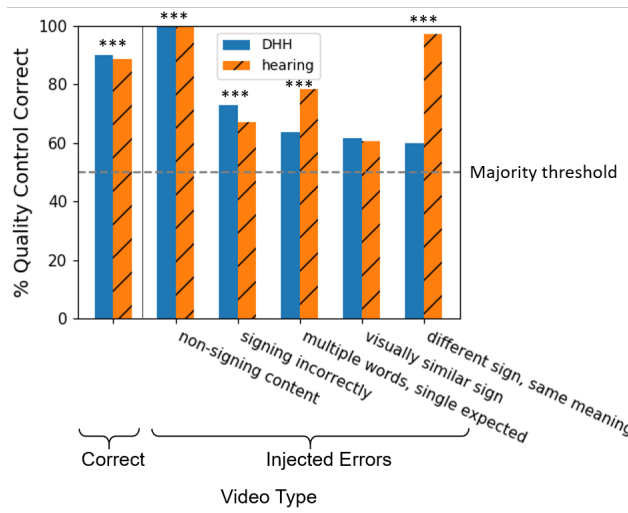 % Quality Control Correct
100
80
60
40
20
0
***
***
***
***
***
DHH
hearing
Majority threshold
non-signing content
signing incorrectly
multiple words, single expected
visually similar sign
different sign, same meaning
Correct
Injected Errors
Video Type